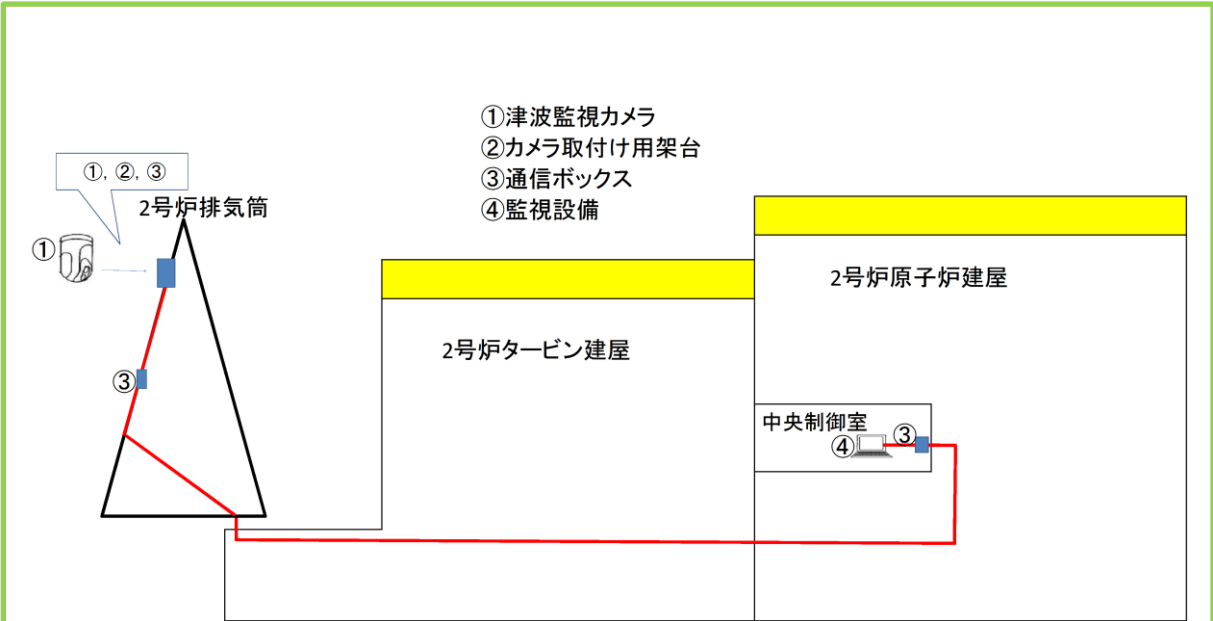 ①津波監視カメラ
②カメラ取付け用架台
③通信ボックス
④監視設備
①, ②, ③
2号炉排気筒
①
2号炉原子炉建屋
2号炉タービン建屋
③
中央制御室
④
③